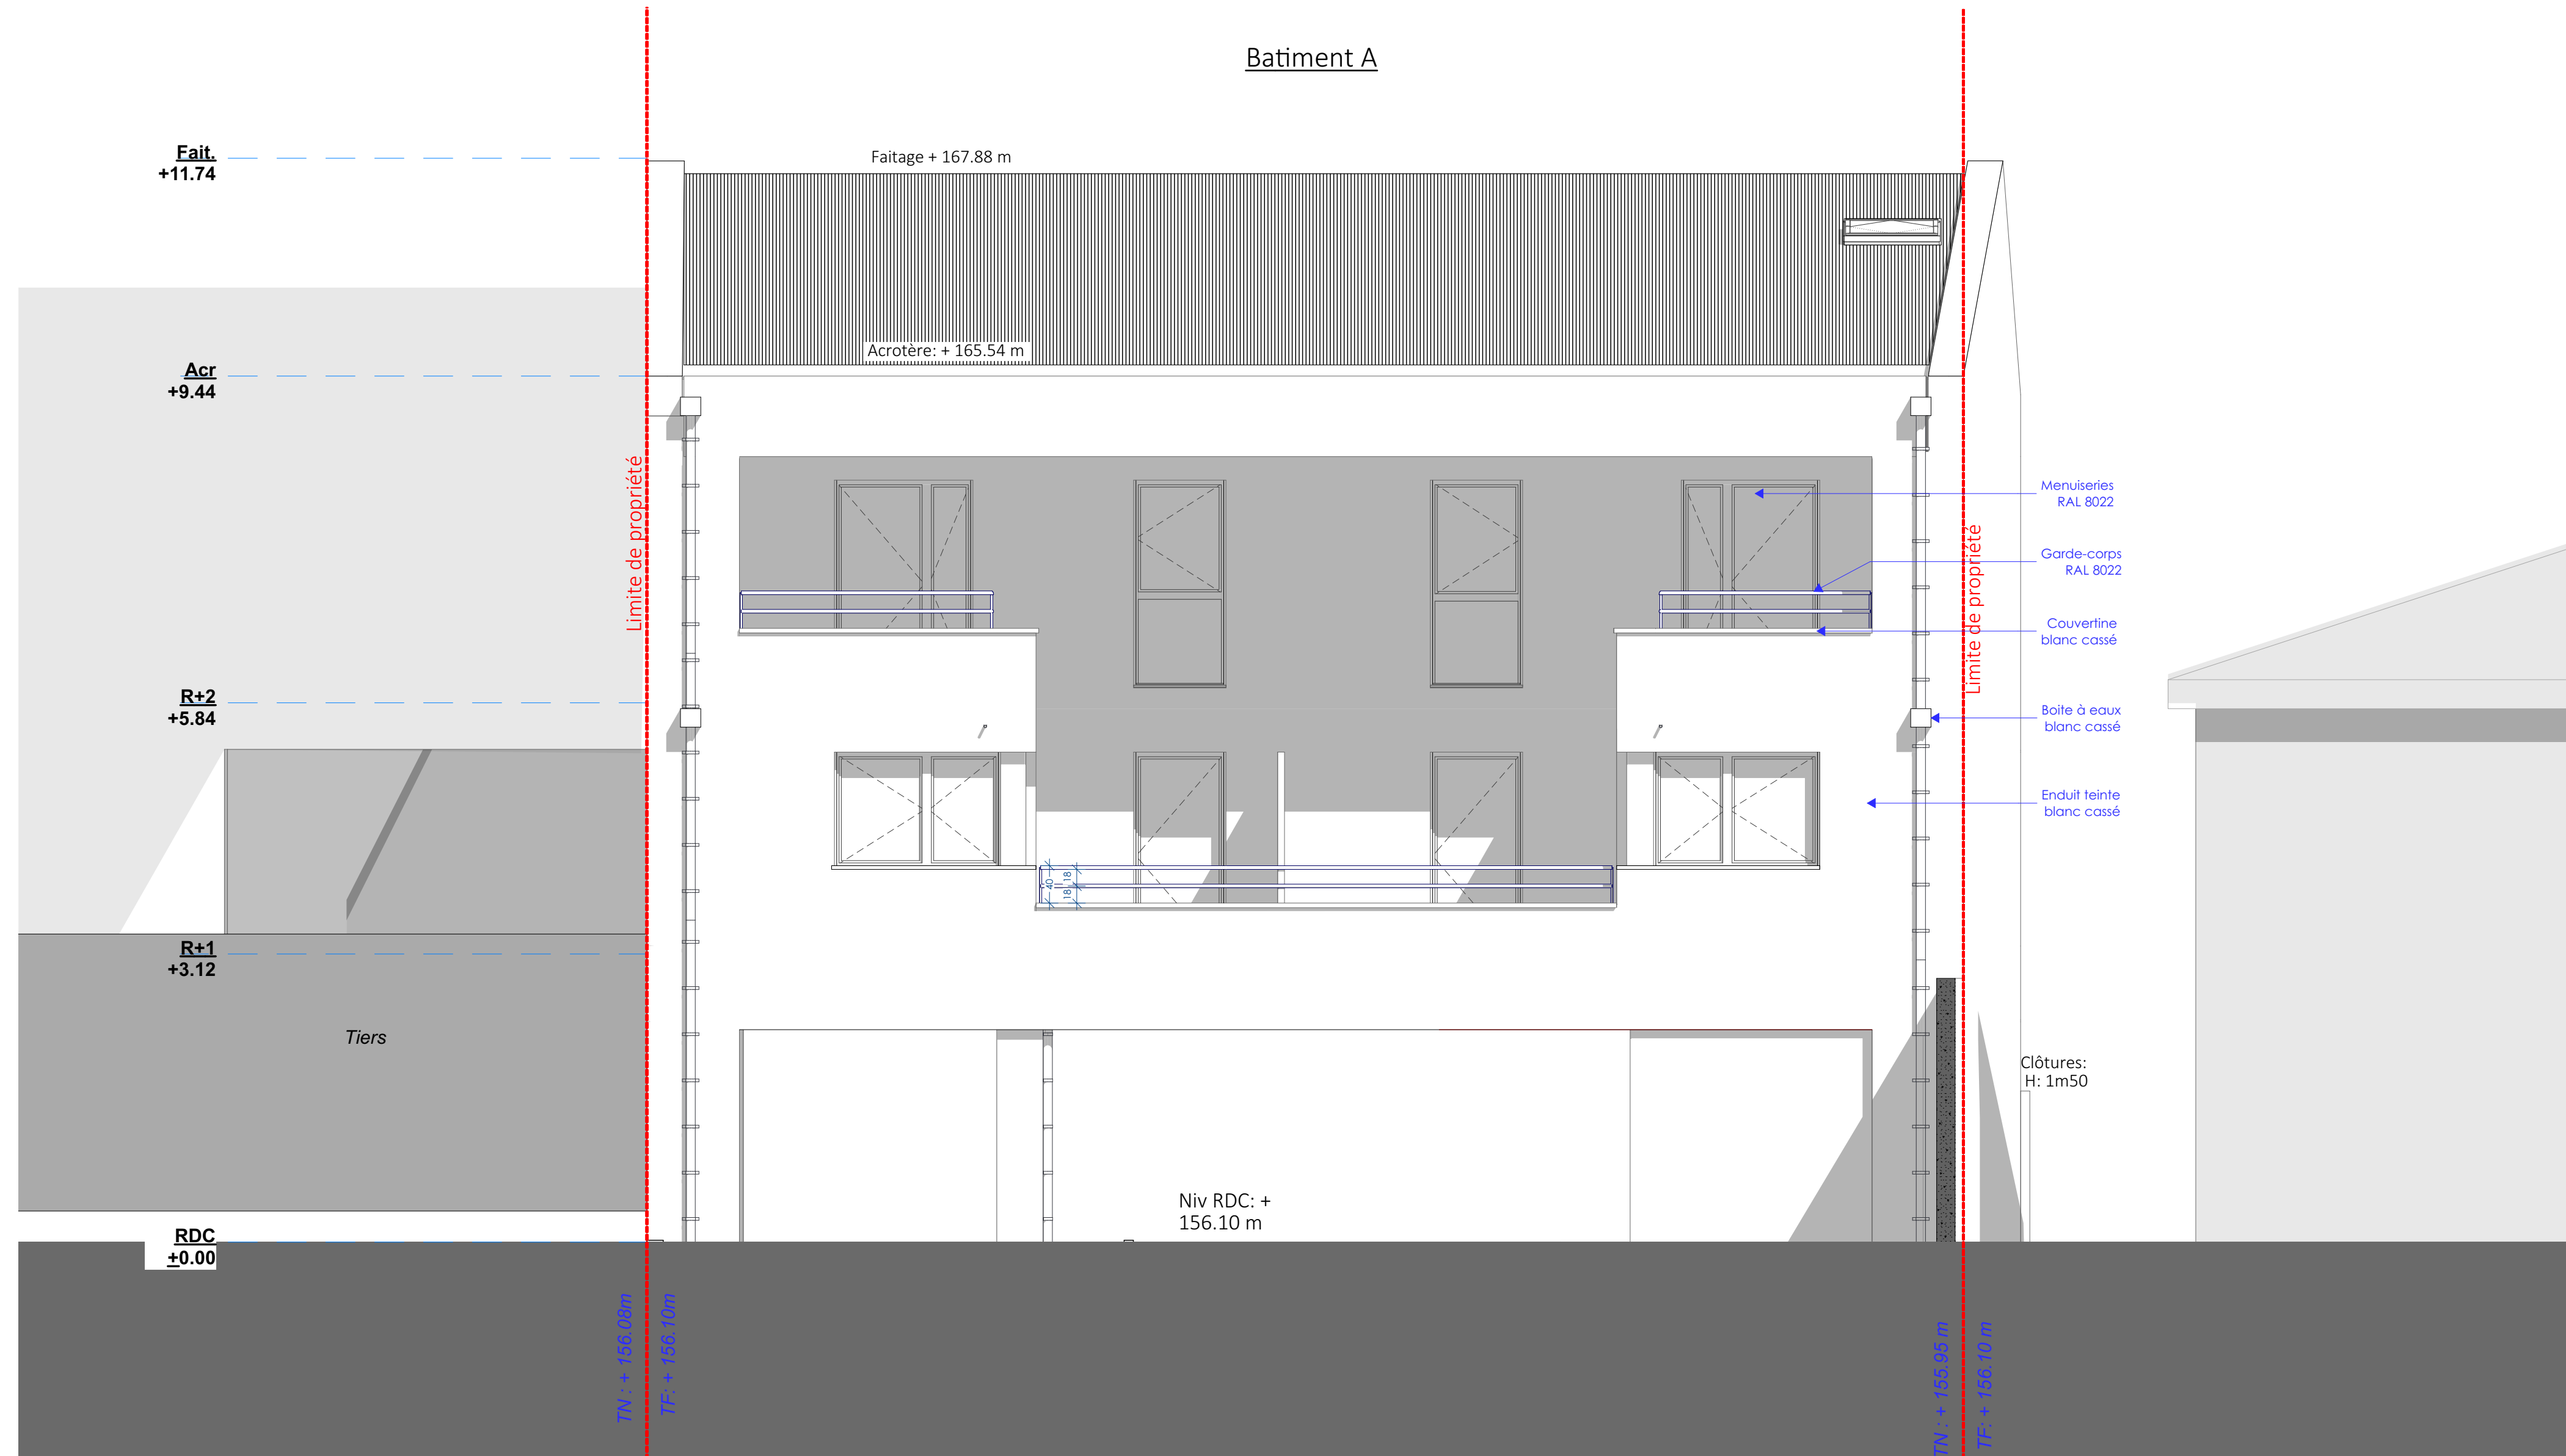 Batiment A
Fait.
+11.74
Faitage + 167.88 m
Acrotère: + 165.54 m
Acr
+9.44
Limite de propriété
Menuiseries
RAL 8022
Garde-corps
RAL 8022
Limite de propriété
Couvertine
blanc cassé
R+2
+5.84
Boite à eaux
blanc cassé
Enduit teinte
blanc cassé
40
18
18
R+1
+3.12
Tiers
Clôtures:
H: 1m50
Niv RDC: +
156.10 m
RDC
+0.00
TN : + 156.08m
TF: + 156.10m
TN : + 155.95 m
TF: + 156.10 m